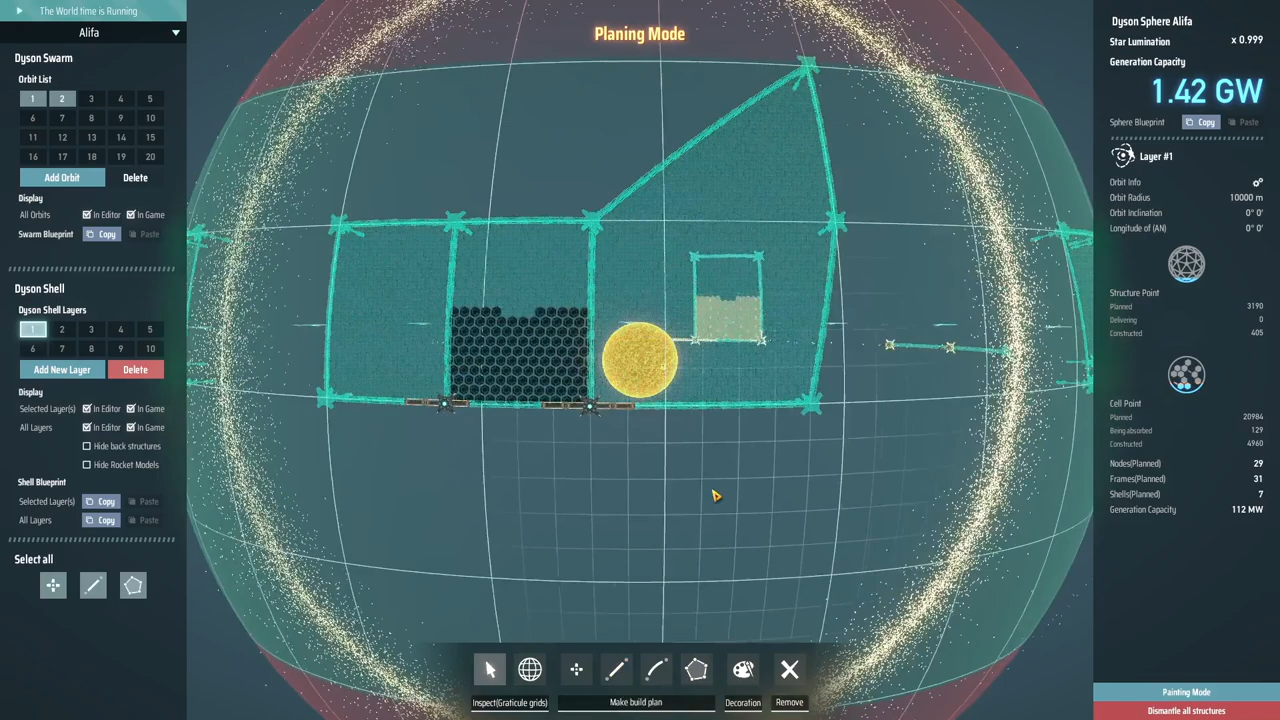 The World time is Running
Alifa
Dyson Swarm
Orbit List
1 2 3 4 5
6 7 8 9 10
11 12 13 14 15
16 17 18 19 20
Add Orbit Delete
Display
All Orbits In Editor In Game
Swarm Blueprint Copy Paste
Dyson Shell
Dyson Shell Layers
1 2 3 4 5
6 7 8 9 10
Add New Layer Delete
Display
Selected Layer(s) In Editor In Game
All Layers In Editor In Game
Hide back structures
Hide Rocket Models
Shell Blueprint
Selected Layer(s) Copy Paste
All Layers Copy Paste
Select all
Planing Mode
Inspect(Graticule grids) Make build plan Decoration Remove
Dyson Sphere Alifa
Star Lumination x 0.999
Generation Capacity
1.42 GW
Sphere Blueprint Copy Paste
Layer #1
Orbit Info
Orbit Radius 10000 m
Orbit Inclination 0° 0'
Longitude of (AN) 0° 0'
Structure Point
Planned 3190
Delivering 0
Constructed 405
Cell Point
Planned 20984
Being absorbed 129
Constructed 4960
Nodes(Planned) 29
Frames(Planned) 31
Shells(Planned) 7
Generation Capacity 112 MW
Painting Mode
Dismantle all structures